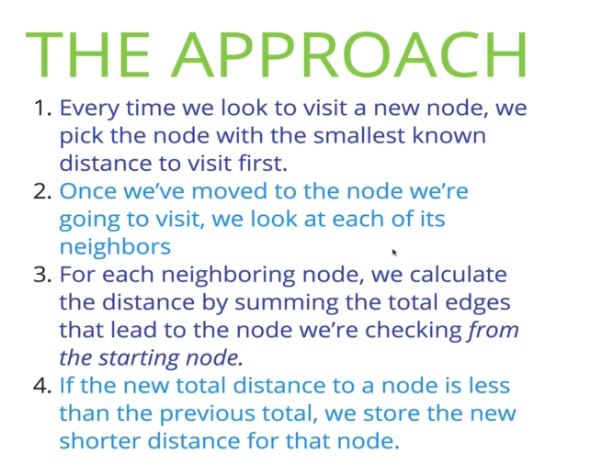 THE APPROACH
1. Every time we look to visit a new node, we
pick the node with the smallest known
distance to visit first.
2. Once we've moved to the node we're
going to visit, we look at each of its
neighbors
3. For each neighboring node, we calculate
the distance by summing the total edges
that lead to the node we're checking from
the starting node.
4. If the new total distance to a node is less
than the previous total, we store the new
shorter distance for that node.